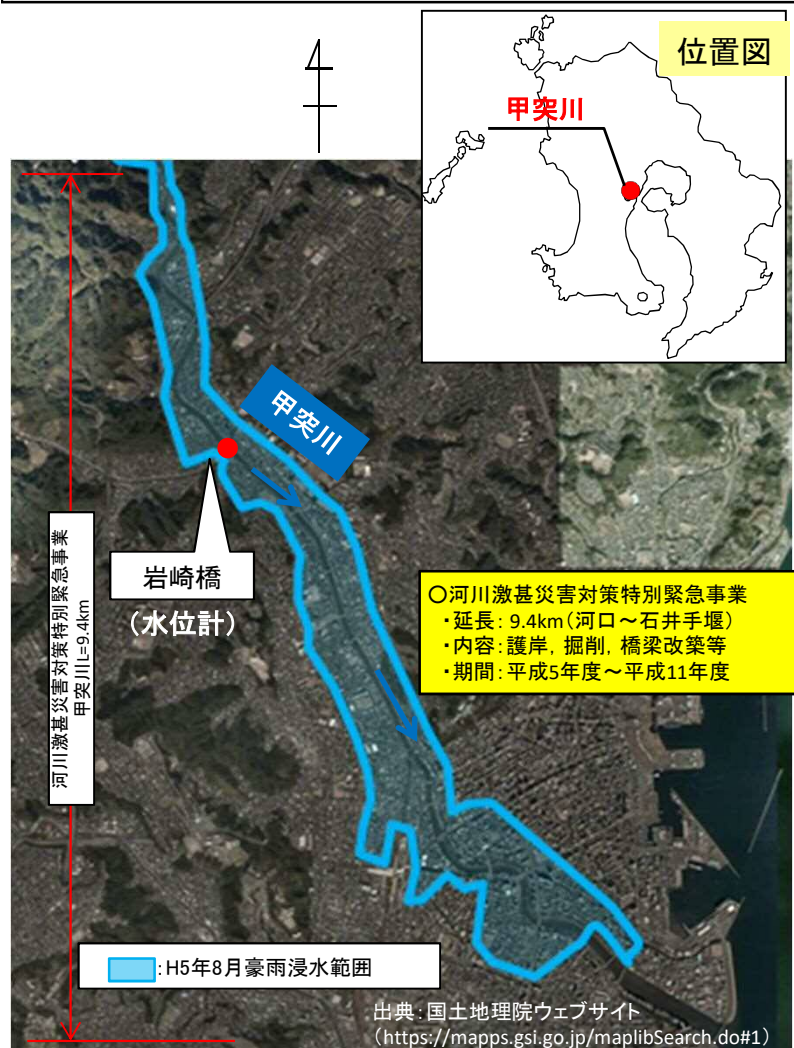 位置図
甲突川
甲突川
岩崎橋
（水位計）
河川激甚災害対策特別緊急事業
甲突川L=9.4km
○河川激甚災害対策特別緊急事業
・延長：9.4km（河口～石井手堰）
・内容：護岸，掘削，橋梁改築等
・期間：平成5年度～平成11年度
：H5年8月豪雨浸水範囲
出典：国土地理院ウェブサイト
（https://mapps.gsi.go.jp/maplibSearch.do#1）